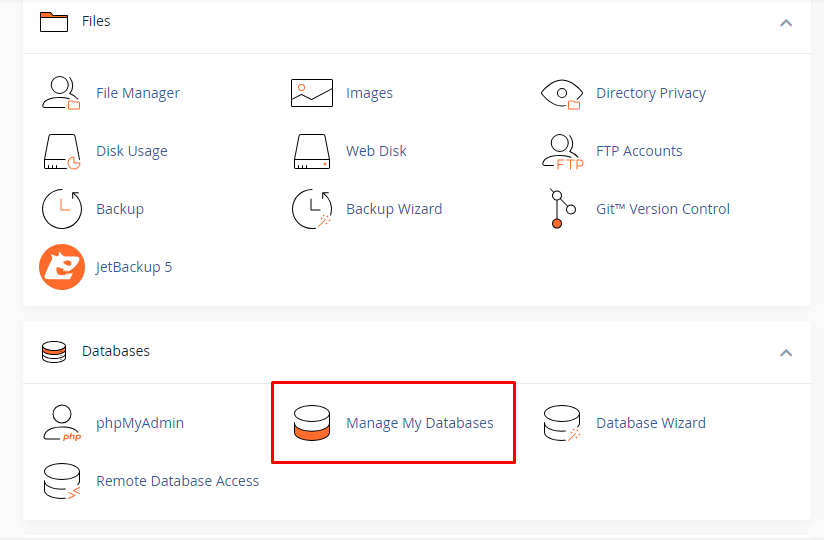 Files
File Manager
Images
Directory Privacy
Disk Usage
Web Disk
FTP
FTP Accounts
Backup
Backup Wizard
Git™ Version Control
JetBackup 5
Databases
php
phpMyAdmin
Manage My Databases
Database Wizard
Remote Database Access